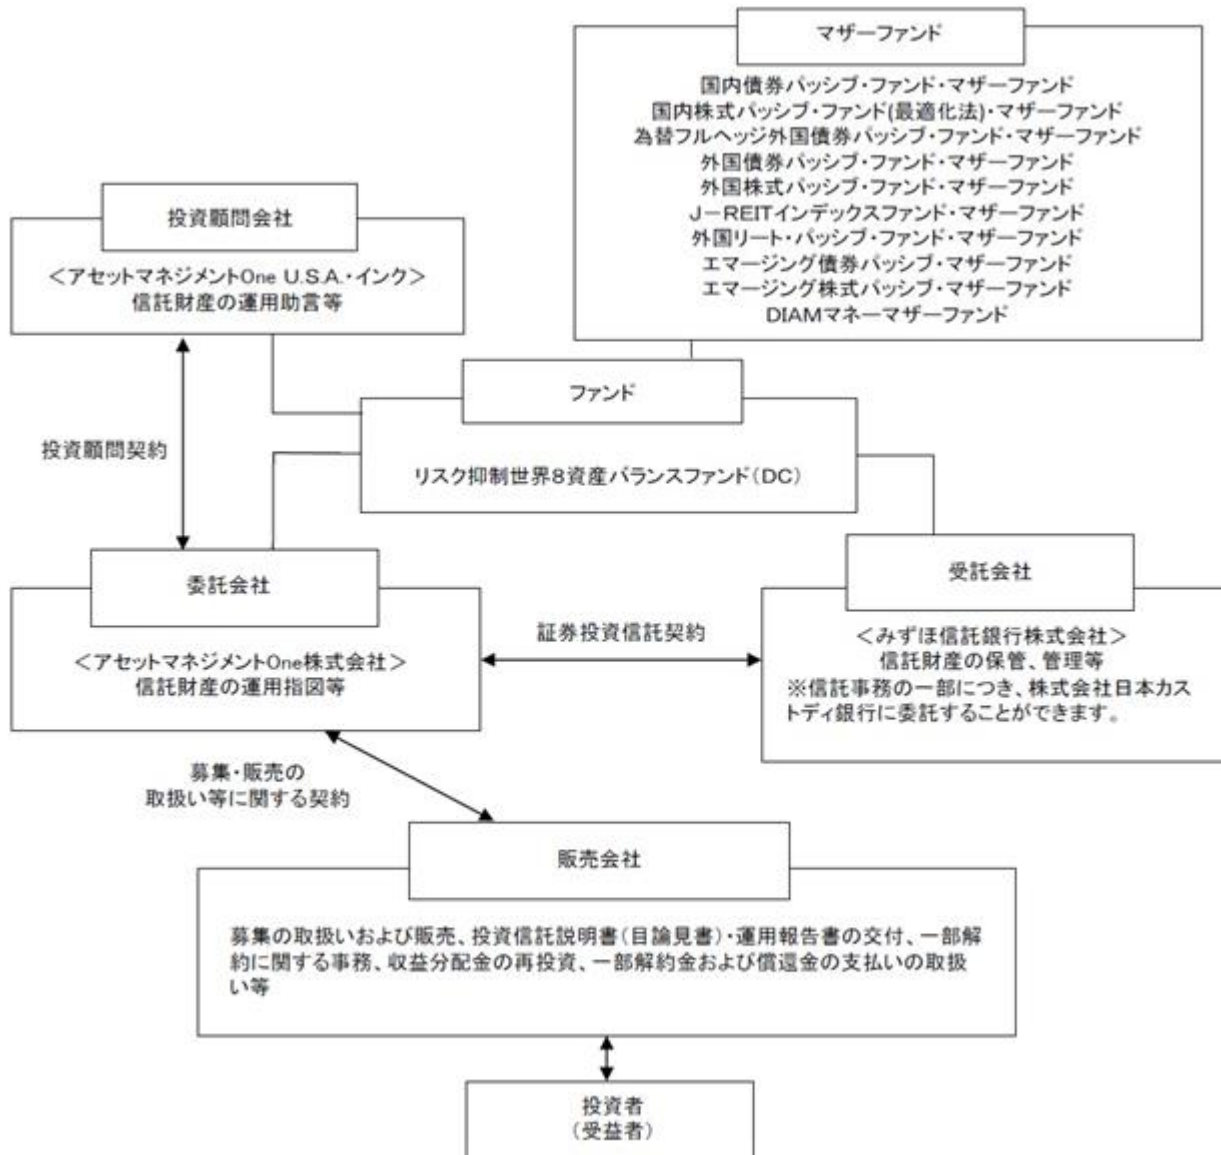 マザーファンド
国内債券パッシブ・ファンド・マザーファンド
国内株式パッシブ・ファンド(最適化法)・マザーファンド
為替フルヘッジ外国債券パッシブ・ファンド・マザーファンド
外国債券パッシブ・ファンド・マザーファンド
外国株式パッシブ・ファンド・マザーファンド
J－REITインデックスファンド・マザーファンド
外国リート・パッシブ・ファンド・マザーファンド
エマージング債券パッシブ・マザーファンド
エマージング株式パッシブ・マザーファンド
DIAMマネーマザーファンド
投資顧問会社
＜アセットマネジメントOne U.S.A.・インク＞
信託財産の運用助言等
ファンド
リスク抑制世界8資産バランスファンド（DC）
投資顧問契約
委託会社
＜アセットマネジメントOne株式会社＞
信託財産の運用指図等
証券投資信託契約
受託会社
＜みずほ信託銀行株式会社＞
信託財産の保管、管理等
※信託事務の一部につき、株式会社日本カス
トディ銀行に委託することができます。
募集・販売の
取扱い等に関する契約
販売会社
募集の取扱いおよび販売、投資信託説明書（目論見書）・運用報告書の交付、一部解
約に関する事務、収益分配金の再投資、一部解約金および償還金の支払いの取扱
い等
投資者
（受益者）